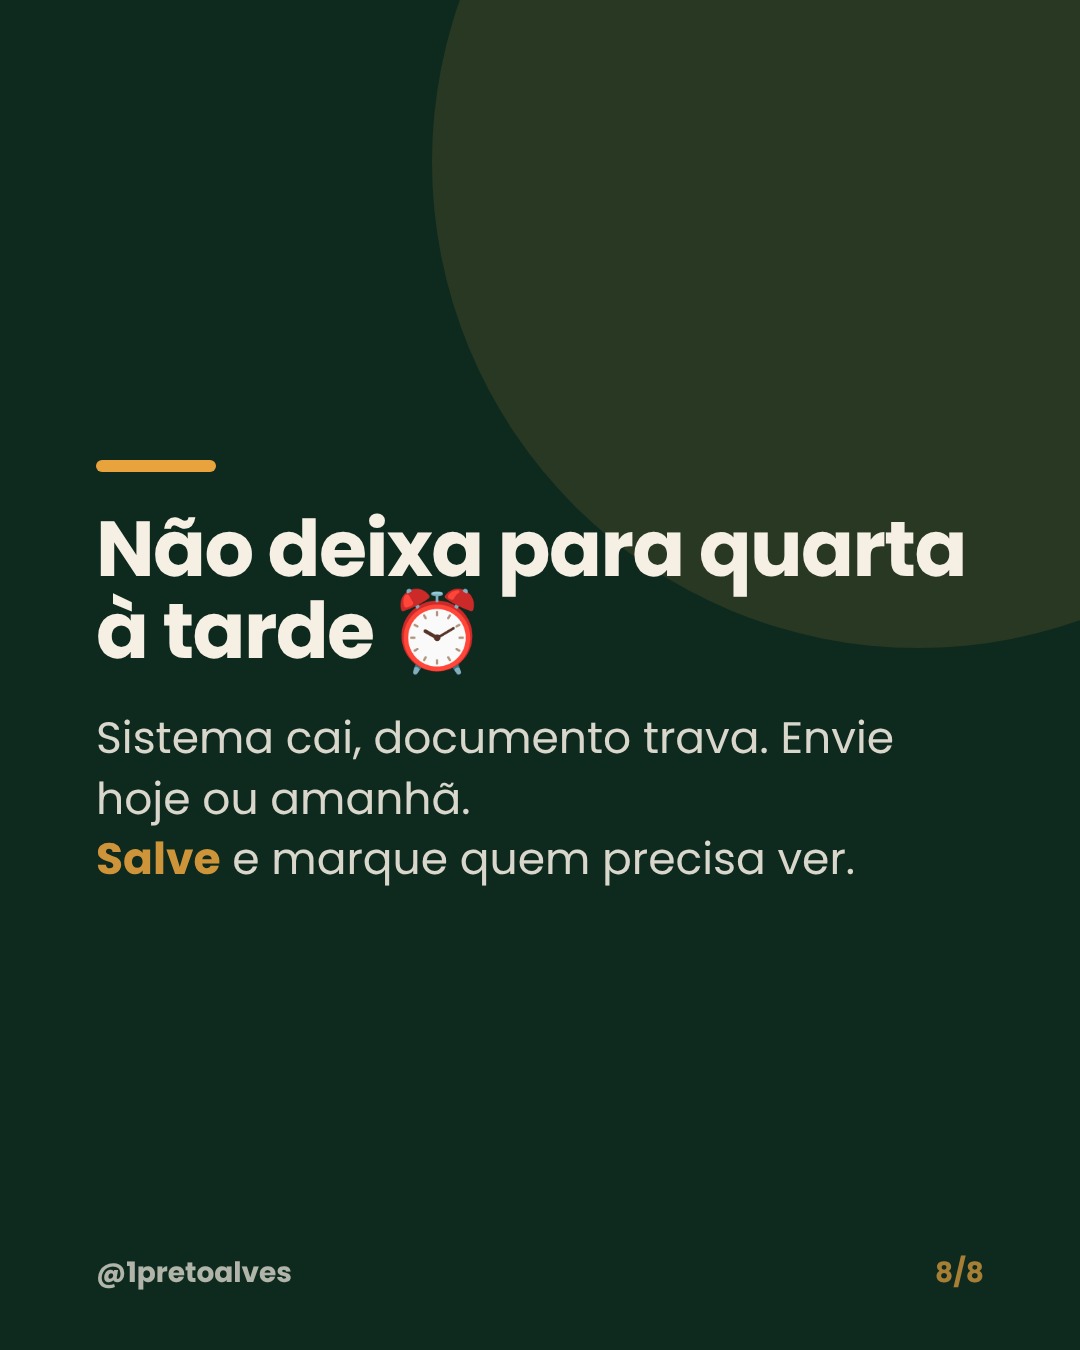 Não deixa para quarta
à tarde ⏰
Sistema cai, documento trava. Envie
hoje ou amanhã.
Salve e marque quem precisa ver.
@1pretoalves
8/8